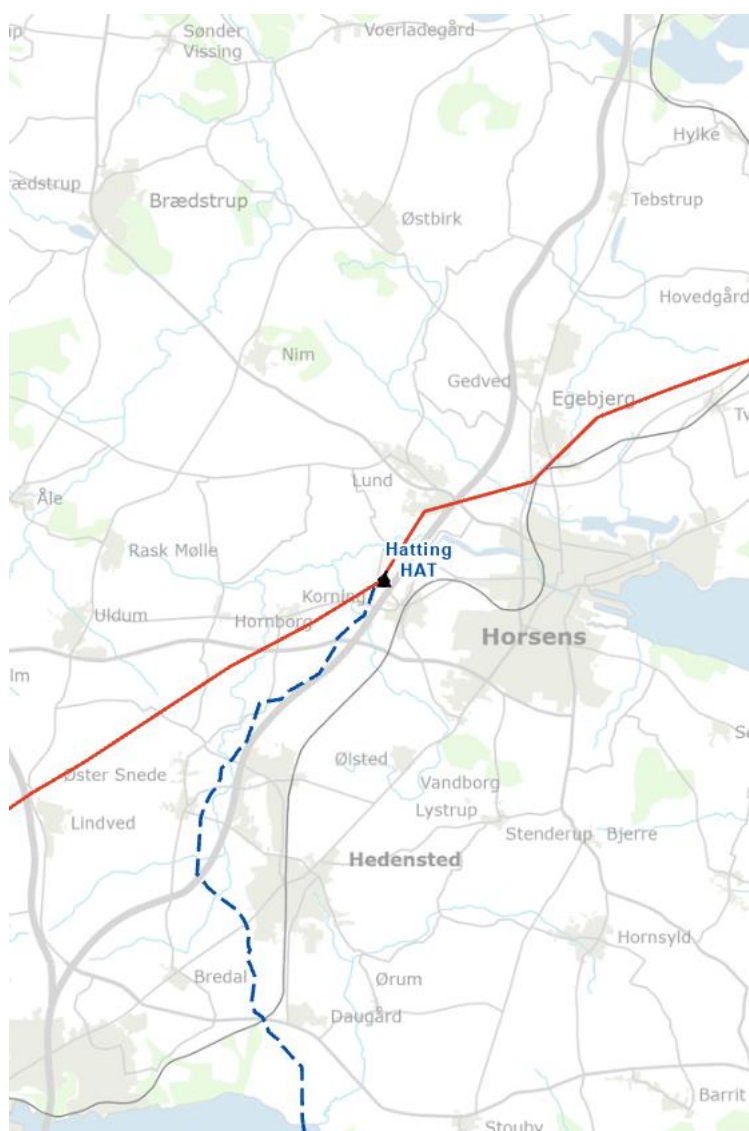 Sønder
Vissing
Voerladegård
Hylke
Brædstrup
Tebstrup
Østbirk
Hovedgård
Nim
Gedved
Egebjerg
Lund
Åle
Rask Mølle
Hatting
HAT
Korning
Uldum
Hornborg
Horsens
Øster Snede
Ølsted
Vandborg
Lystrup
Lindved
Stenderup
Bjerre
Hedensted
Hornsyld
Bredal
Ørum
Daugård
Barrit
Stouby